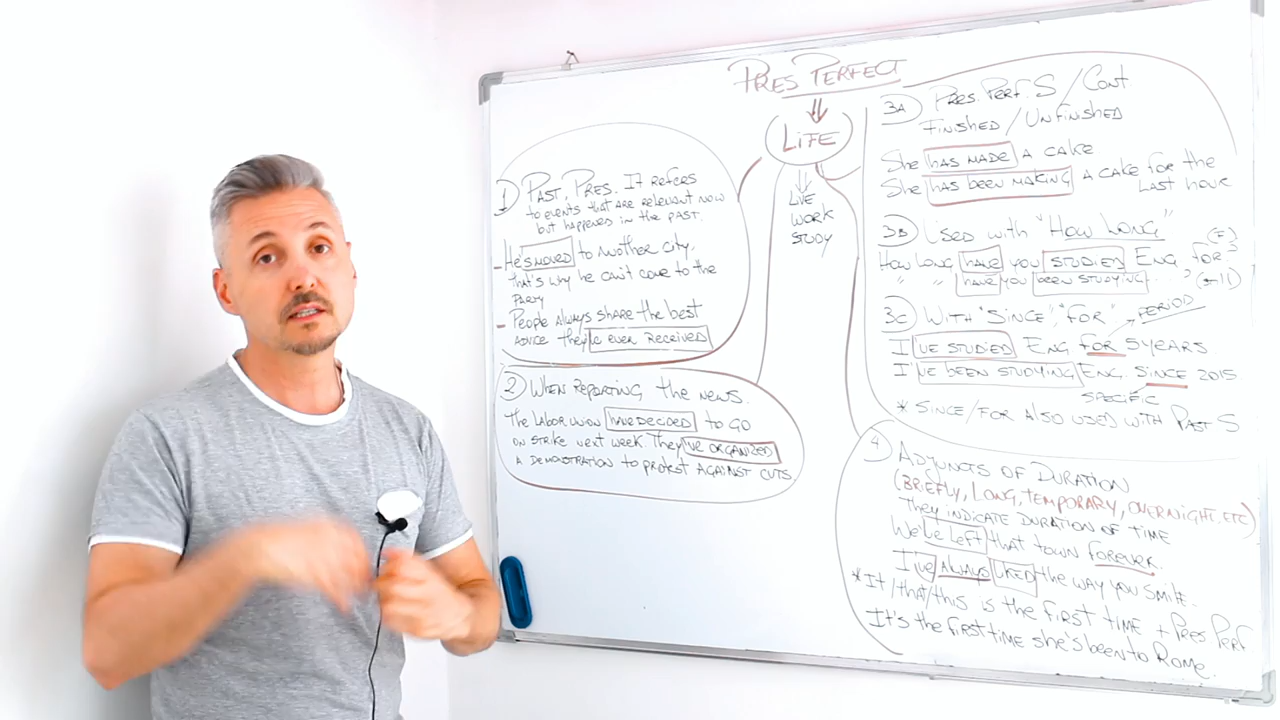 PRES PERFECT
LIFE
LIVE
WORK
STUDY
1) PAST, PRES. IT REFERS
TO EVENTS THAT ARE RELEVANT NOW
BUT HAPPENED IN THE PAST.
- He's MOVED TO ANOTHER CITY,
THAT'S WHY HE CAN'T COME TO THE
PARTY
- PEOPLE ALWAYS SHARE THE BEST
ADVICE THEY'VE EVER RECEIVED
2) WHEN REPORTING THE NEWS.
THE LABOR UNION HAVE DECIDED TO GO
ON STRIKE NEXT WEEK. THEY'VE ORGANIZED
A DEMONSTRATION TO PROTEST AGAINST CUTS.
3A) PRES. PERF. S / CONT
FINISHED / UNFINISHED
She HAS MADE A CAKE
She HAS BEEN MAKING A CAKE FOR THE
LAST HOUR
3B USED WITH "HOW LONG"
HOW LONG HAVE YOU STUDIED ENG. FOR?
" " HAVE YOU BEEN STUDYING "
3C WITH "SINCE", "FOR" PERIOD
I 'VE STUDIED ENG. FOR 5 YEARS
I 'VE BEEN STUDYING ENG. SINCE 2015
SPECIFIC
* SINCE/FOR ALSO USED WITH PAST S
4) ADJUNCTS OF DURATION
(BRIEFLY, LONG, TEMPORARY, OVERNIGHT, ETC)
THEY INDICATE DURATION OF TIME
WE'VE LEFT THAT TOWN FOREVER.
I'VE ALWAYS LIKED THE WAY YOU SMILE.
* IT/THAT/THIS IS THE FIRST TIME + PRES PERF
IT'S THE FIRST TIME SHE'S BEEN TO ROME.